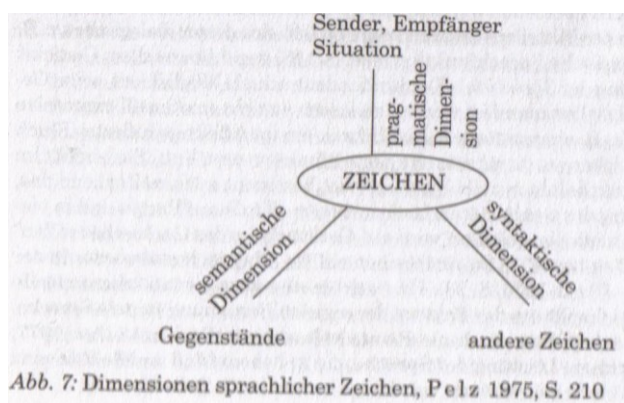 Sender, Empfänger
Situation
prag-
matische
Dimen-
sion
ZEICHEN
semantische
Dimension
syntaktische
Dimension
Gegenstände
andere Zeichen
Abb. 7: Dimensionen sprachlicher Zeichen, Pelz 1975, S. 210